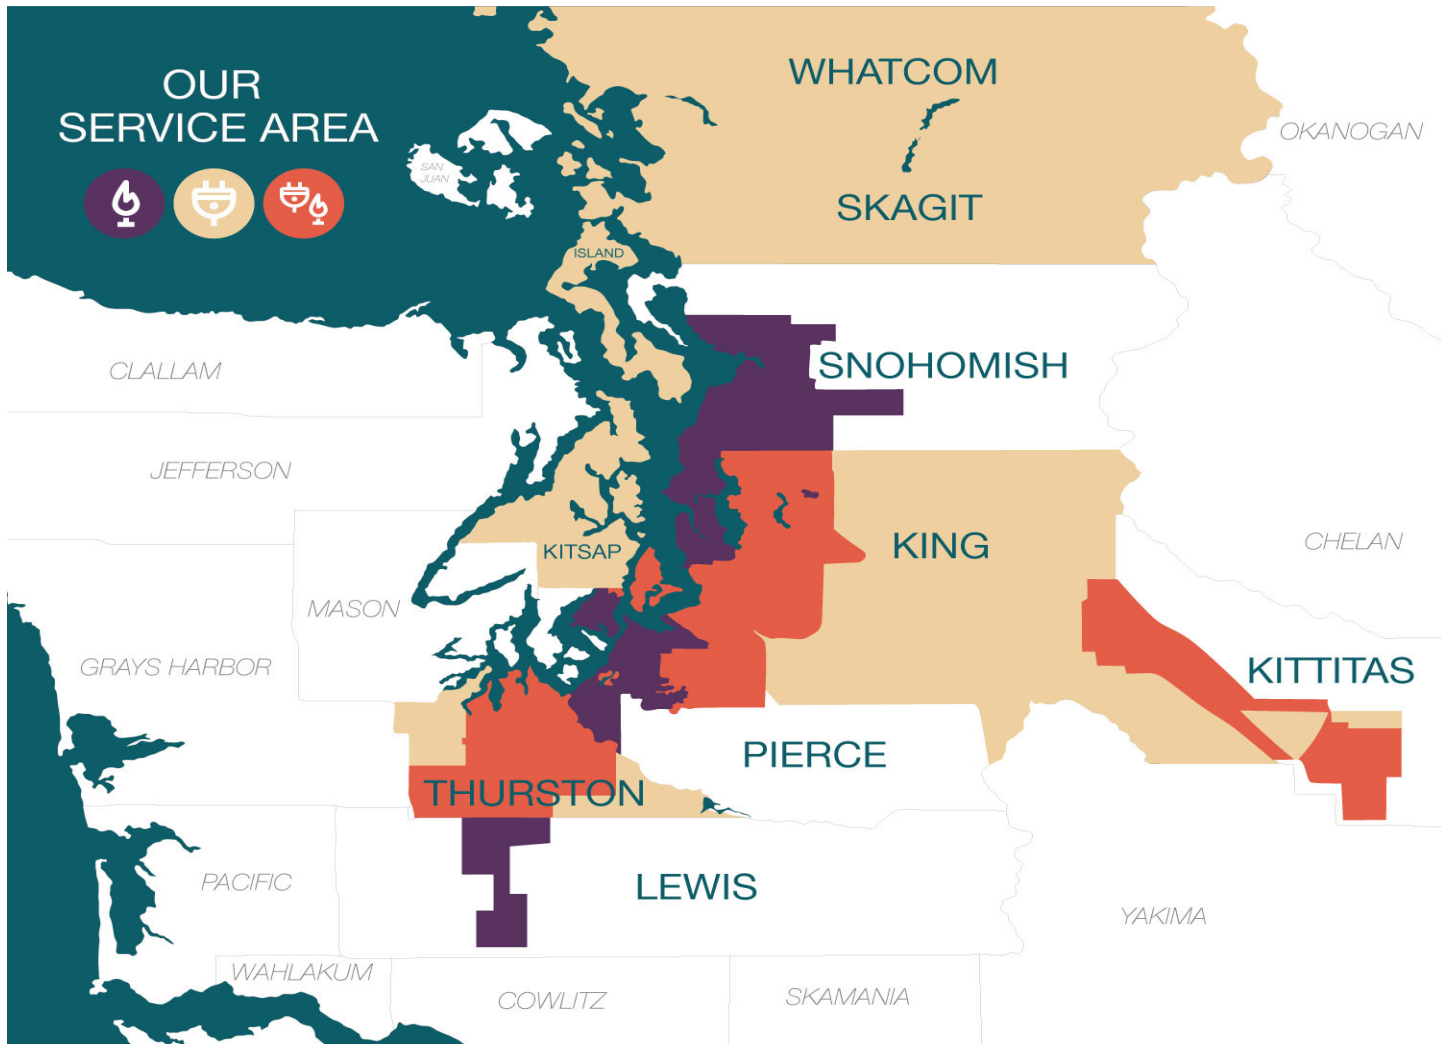 OUR
SERVICE AREA
WHATCOM
OKANOGAN
SAN
JUAN
SKAGIT
ISLAND
CLALLAM
SNOHOMISH
JEFFERSON
KITSAP
KING
CHELAN
MASON
GRAYS HARBOR
KITTITAS
PIERCE
THURSTON
PACIFIC
LEWIS
YAKIMA
WAHLAKUM
COWLITZ
SKAMANIA